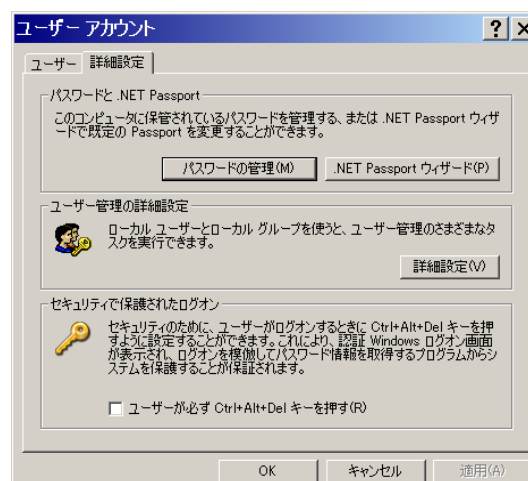 ユーザー アカウント
ユーザー 詳細設定
パスワードと .NET Passport
このコンピュータに保管されているパスワードを管理する、または .NET Passport ウィザ
ードで既定の Passport を変更することができます。
パスワードの管理(M) .NET Passport ウィザード(P)
ユーザー管理の詳細設定
ローカル ユーザーとローカル グループを使うと、ユーザー管理のさまざまなタ
スクを実行できます。
詳細設定(V)
セキュリティで保護されたログオン
セキュリティのために、ユーザーがログオンするときに Ctrl+Alt+Del キーを押
すように設定することができます。これにより、認証 Windows ログオン画面
が表示され、ログオンを模倣してパスワード情報を取得するプログラムからシ
ステムを保護することが保証されます。
ユーザーが必ず Ctrl+Alt+Del キーを押す(R)
OK キャンセル 適用(A)